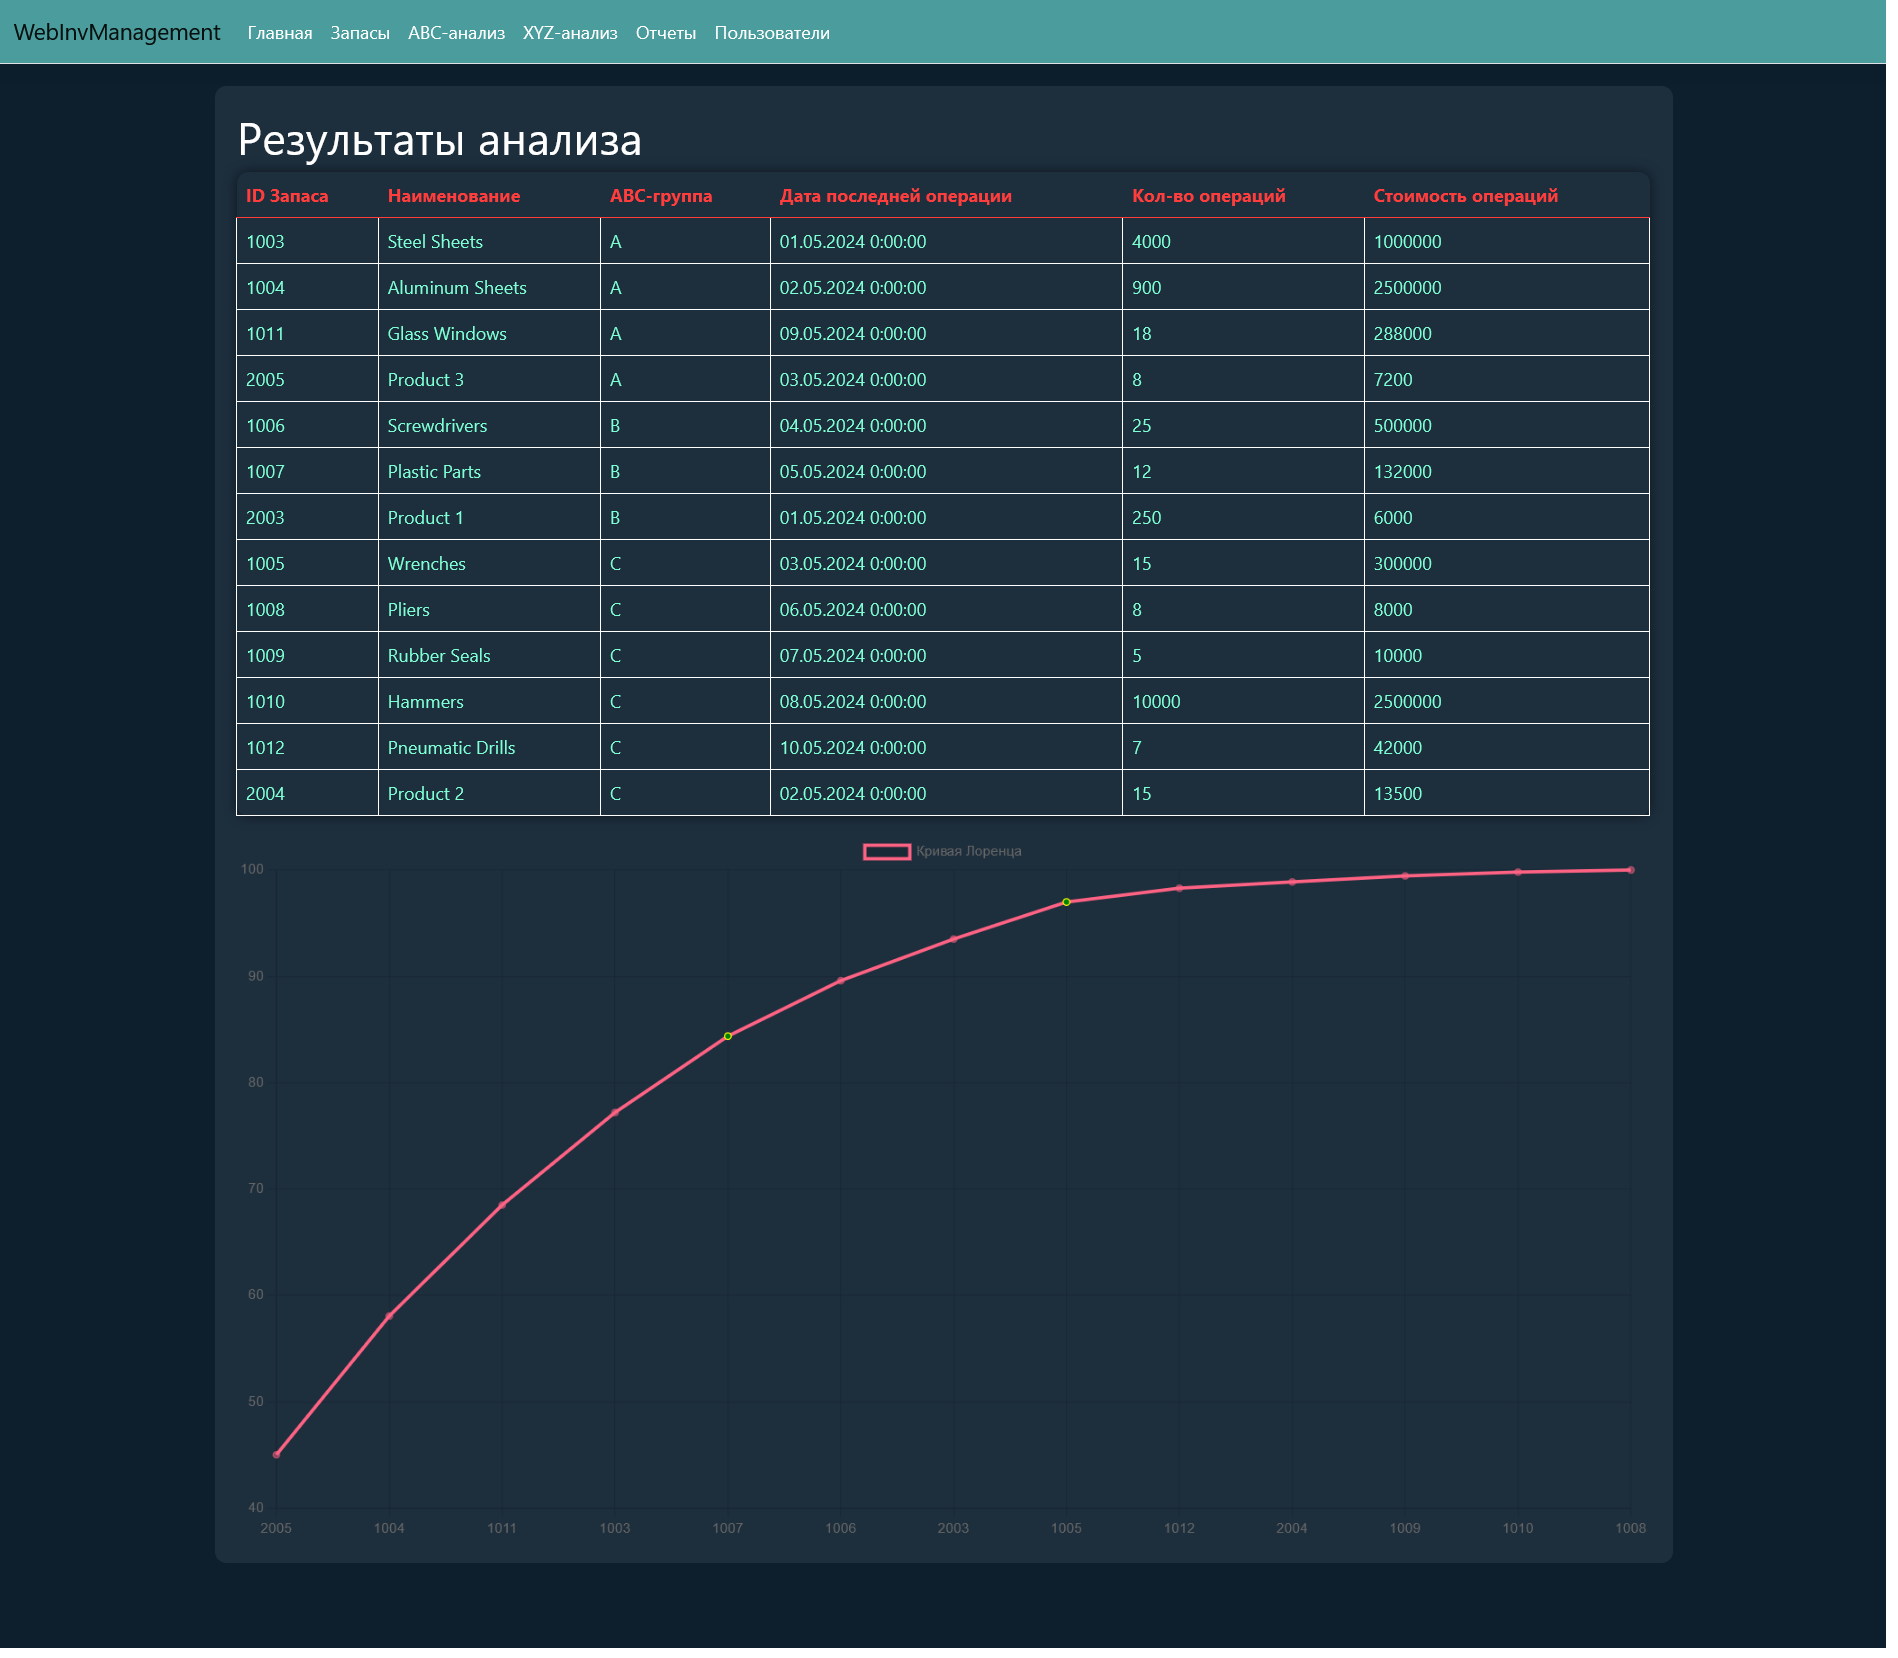 WebInvManagement Главная Запасы ABC-анализ XYZ-анализ Отчеты Пользователи
Результаты анализа
ID Запаса Наименование ABC-группа Дата последней операции Кол-во операций Стоимость операций
1003 Steel Sheets A 01.05.2024 0:00:00 4000 1000000
1004 Aluminum Sheets A 02.05.2024 0:00:00 900 2500000
1011 Glass Windows A 09.05.2024 0:00:00 18 288000
2005 Product 3 A 03.05.2024 0:00:00 8 7200
1006 Screwdrivers B 04.05.2024 0:00:00 25 500000
1007 Plastic Parts B 05.05.2024 0:00:00 12 132000
2003 Product 1 B 01.05.2024 0:00:00 250 6000
1005 Wrenches C 03.05.2024 0:00:00 15 300000
1008 Pliers C 06.05.2024 0:00:00 8 8000
1009 Rubber Seals C 07.05.2024 0:00:00 5 10000
1010 Hammers C 08.05.2024 0:00:00 10000 2500000
1012 Pneumatic Drills C 10.05.2024 0:00:00 7 42000
2004 Product 2 C 02.05.2024 0:00:00 15 13500
Кривая Лоренца
100
90
80
70
60
50
40
2005 1004 1011 1003 1007 1006 2003 1005 1012 2004 1009 1010 1008